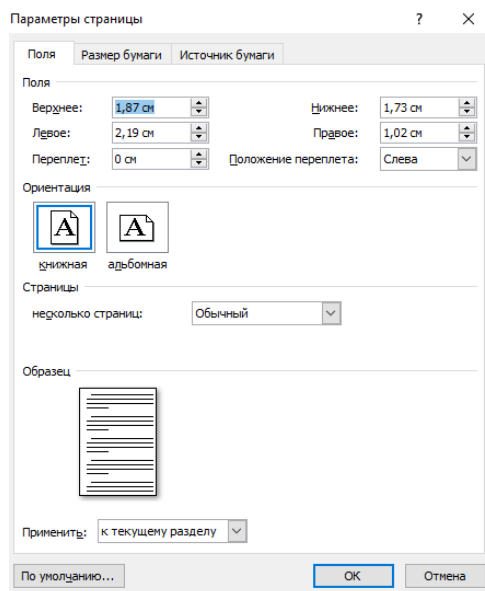 Параметры страницы ? ×
Поля Размер бумаги Источник бумаги
Поля
Верхнее: 1,87 см Нижнее: 1,73 см
Левое: 2,19 см Правое: 1,02 см
Переплет: 0 см Положение переплета: Слева
Ориентация
A A
книжная альбомная
Страницы
несколько страниц: Обычный
Образец
Применить: к текущему разделу
По умолчанию... ОК Отмена